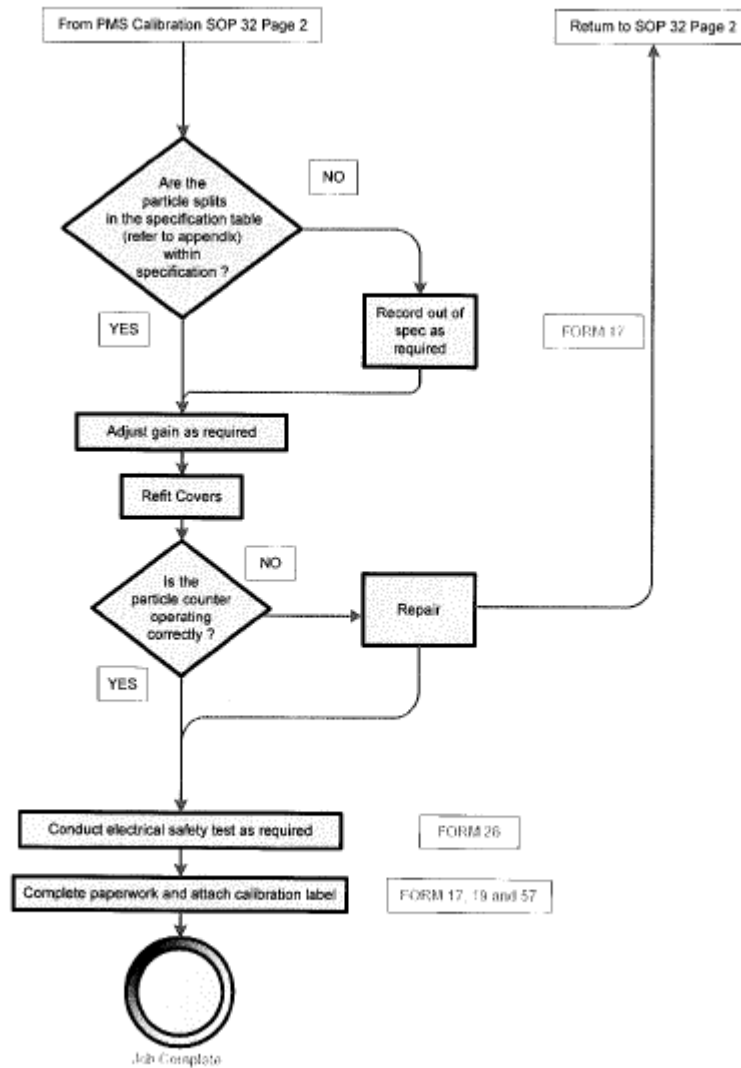 From PMS Calibration SOP 32 Page 2
Return to SOP 32 Page 2
Are the
particle splits
in the specification table
(refer to appendix)
within
specification ?
NO
YES
Record out of
spec as
required
FORM 17
Adjust gain as required
Refit Covers
Is the
particle counter
operating
correctly ?
NO
Repair
YES
Conduct electrical safety test as required
FORM 26
Complete paperwork and attach calibration label
FORM 17, 19 and 57
Job Complete